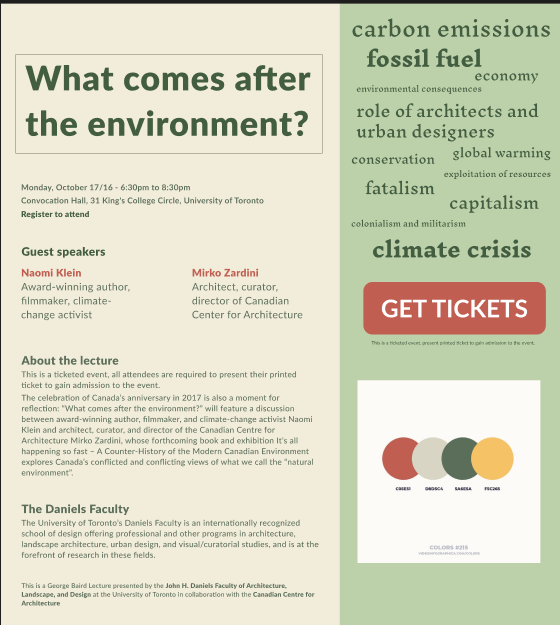 What comes after
the environment?
Monday, October 17/16 - 6:30pm to 8:30pm
Convocation Hall, 31 King's College Circle, University of Toronto
Register to attend
Guest speakers
Naomi Klein
Award-winning author,
filmmaker, climate-
change activist
Mirko Zardini
Architect, curator,
director of Canadian
Center for Architecture
About the lecture
This is a ticketed event, all attendees are required to present their printed
ticket to gain admission to the event.
The celebration of Canada's anniversary in 2017 is also a moment for
reflection: "What comes after the environment?" will feature a discussion
between award-winning author, filmmaker, and climate-change activist Naomi
Klein and architect, curator, and director of the Canadian Centre for
Architecture Mirko Zardini, whose forthcoming book and exhibition It's all
happening so fast – A Counter-History of the Modern Canadian Environment
explores Canada's conflicted and conflicting views of what we call the "natural
environment".
The Daniels Faculty
The University of Toronto's Daniels Faculty is an internationally recognized
school of design offering professional and other programs in architecture,
landscape architecture, urban design, and visual/curatorial studies, and is at the
forefront of research in these fields.
This is a George Baird Lecture presented by the John H. Daniels Faculty of Architecture,
Landscape, and Design at the University of Toronto in collaboration with the Canadian Centre for
Architecture
carbon emissions
fossil fuel
economy
environmental consequences
role of architects and
urban designers
conservation
global warming
exploitation of resources
fatalism
capitalism
colonialism and militarism
climate crisis
GET TICKETS
This is a ticketed event, present printed ticket to gain admission to the event.
COLORS #215